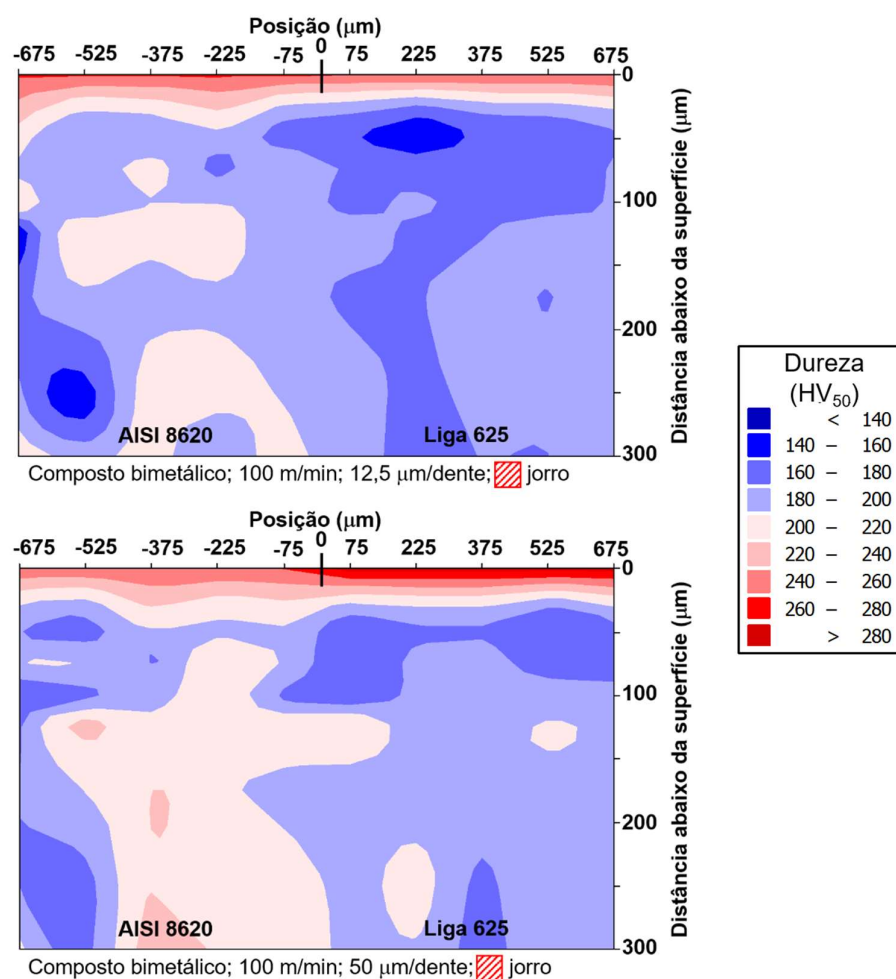 Posição (μm)
-675 -525 -375 -225 -75 0 75 225 375 525 675
0
100
200
300
Distância abaixo da superfície (μm)
AISI 8620 Liga 625
Composto bimetálico; 100 m/min; 12,5 μm/dente; jorro
Dureza
(HV50)
< 140
140 – 160
160 – 180
180 – 200
200 – 220
220 – 240
240 – 260
260 – 280
> 280
Posição (μm)
-675 -525 -375 -225 -75 0 75 225 375 525 675
0
100
200
300
Distância abaixo da superfície (μm)
AISI 8620 Liga 625
Composto bimetálico; 100 m/min; 50 μm/dente; jorro